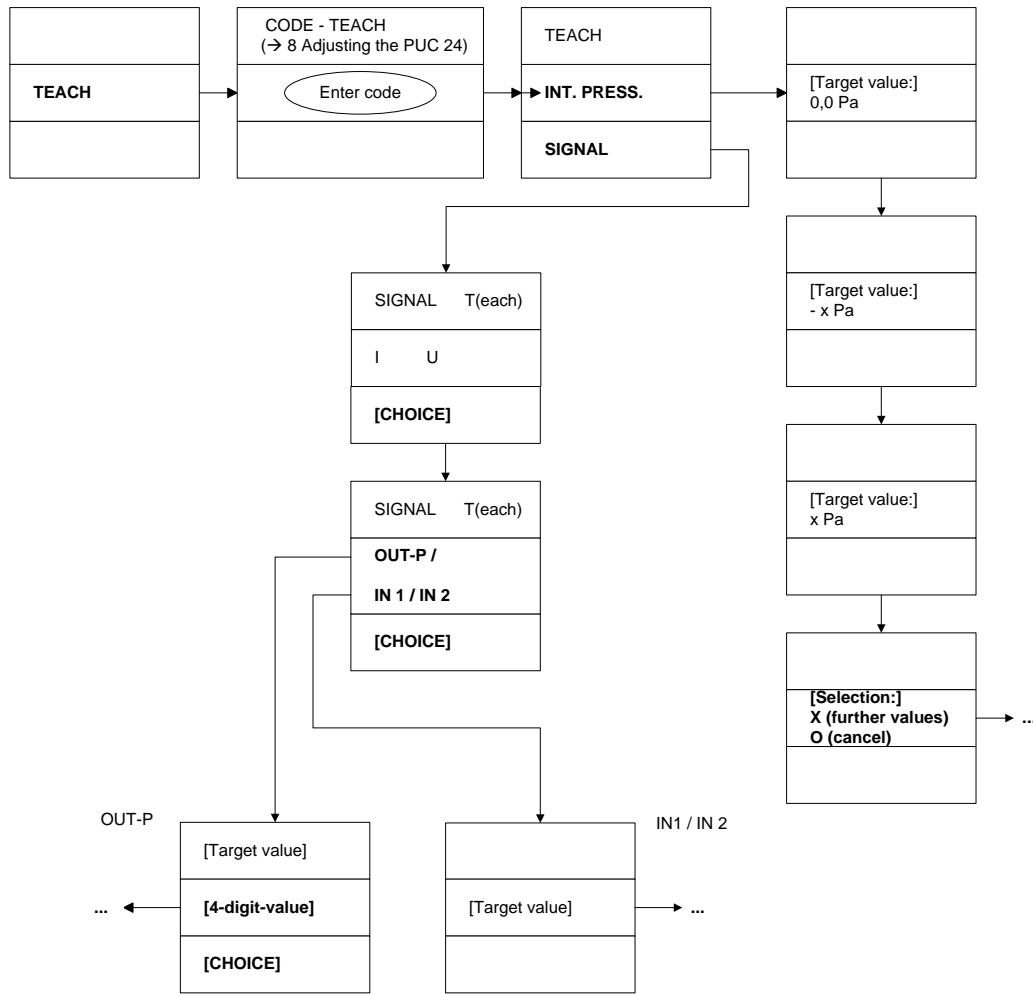 TEACH
CODE - TEACH
(→ 8 Adjusting the PUC 24)
Enter code
TEACH
INT. PRESS.
SIGNAL
[Target value:]
0,0 Pa
[Target value:]
- x Pa
[Target value:]
x Pa
[Selection:]
X (further values)
O (cancel)
...
SIGNAL T(each)
I U
[CHOICE]
SIGNAL T(each)
OUT-P /
IN 1 / IN 2
[CHOICE]
OUT-P
[Target value]
[4-digit-value]
[CHOICE]
...
IN1 / IN 2
[Target value]
...